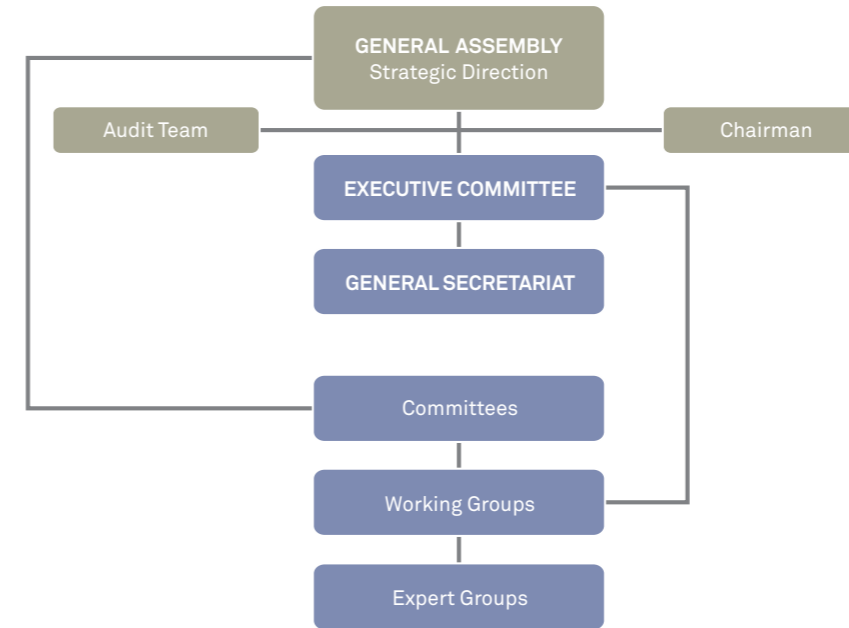 GENERAL ASSEMBLY
Strategic Direction
Audit Team
Chairman
EXECUTIVE COMMITTEE
GENERAL SECRETARIAT
Committees
Working Groups
Expert Groups